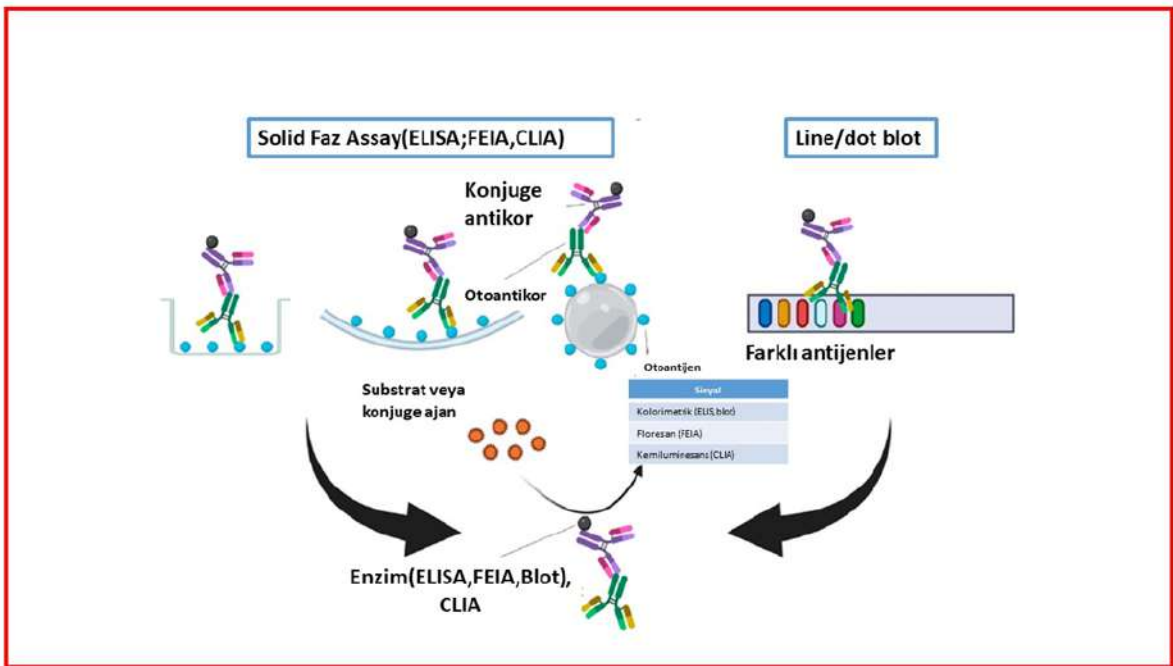 Solid Faz Assay(ELISA;FEIA,CLIA)
Line/dot blot
Konjuge
antikor
Otoantikor
Farklı antijenler
Otoantijen
Substrat veya
konjuge ajan
Sinyal
Kolorimetrik (ELIS,blot)
Floresan (FEIA)
Kemiluminesans(CLIA)
Enzim(ELISA,FEIA,Blot),
CLIA